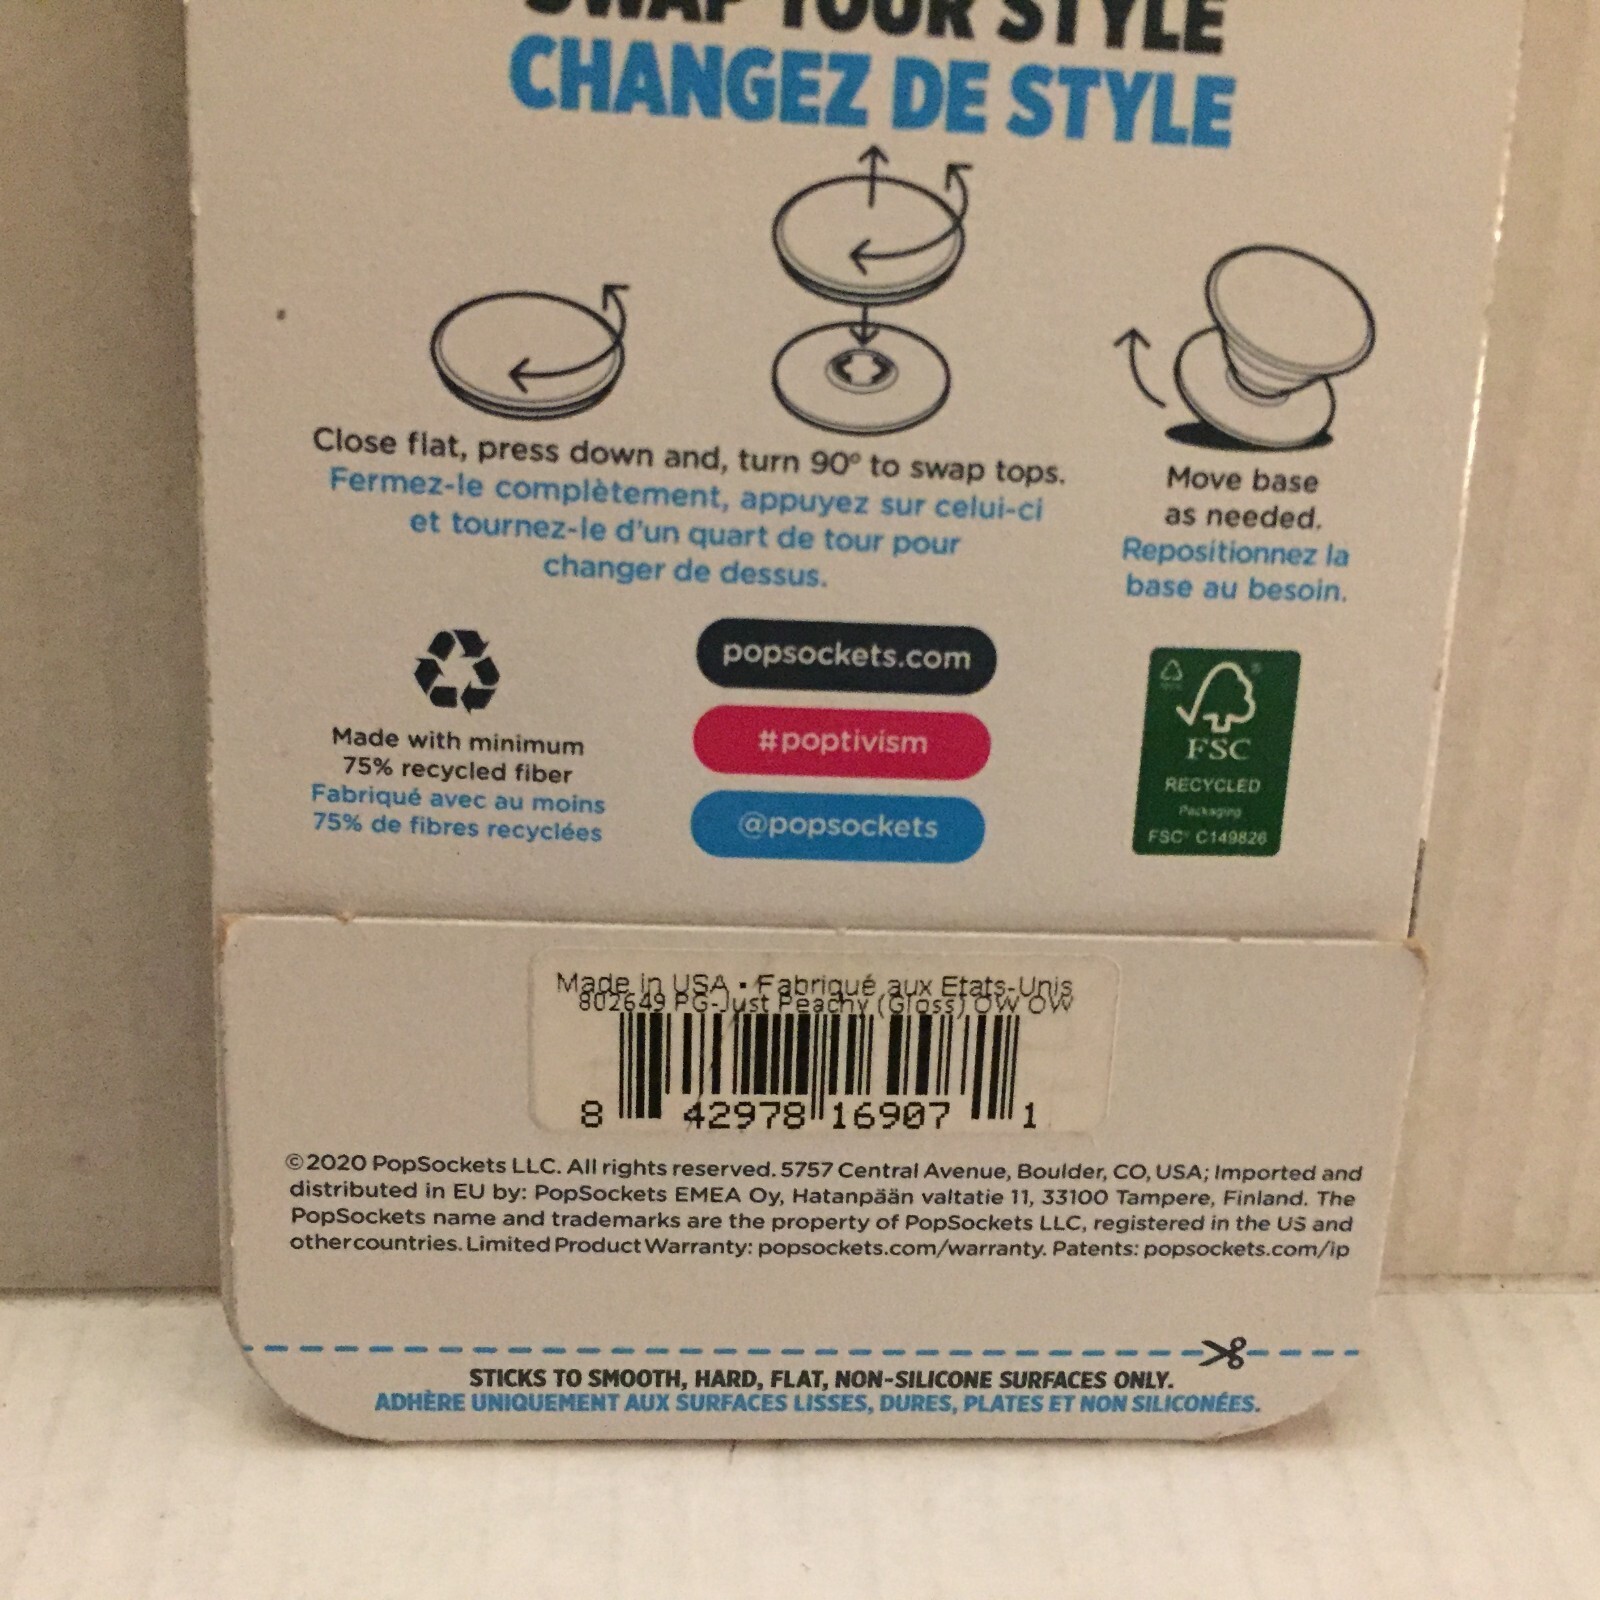 SWAP YOUR STYLE
CHANGEZ DE STYLE
Close flat, press down and, turn 90° to swap tops.
Fermez-le complètement, appuyez sur celui-ci
et tournez-le d'un quart de tour pour
changer de dessus.
Move base
as needed.
Repositionnez la
base au besoin.
Made with minimum
75% recycled fiber
Fabriqué avec au moins
75% de fibres recyclées
popsockets.com
#poptivism
@popsockets
FSC
RECYCLED
Packaging
FSC® C149826
Made in USA • Fabriqué aux Etats-Unis
802649 PG-Just Peachy (Gloss) OW OW
8 42978 16907 1
©2020 PopSockets LLC. All rights reserved. 5757 Central Avenue, Boulder, CO, USA; Imported and
distributed in EU by: PopSockets EMEA Oy, Hatanpään valtatie 11, 33100 Tampere, Finland. The
PopSockets name and trademarks are the property of PopSockets LLC, registered in the US and
other countries. Limited Product Warranty: popsockets.com/warranty. Patents: popsockets.com/ip
STICKS TO SMOOTH, HARD, FLAT, NON-SILICONE SURFACES ONLY.
ADHÈRE UNIQUEMENT AUX SURFACES LISSES, DURES, PLATES ET NON SILICONÉES.